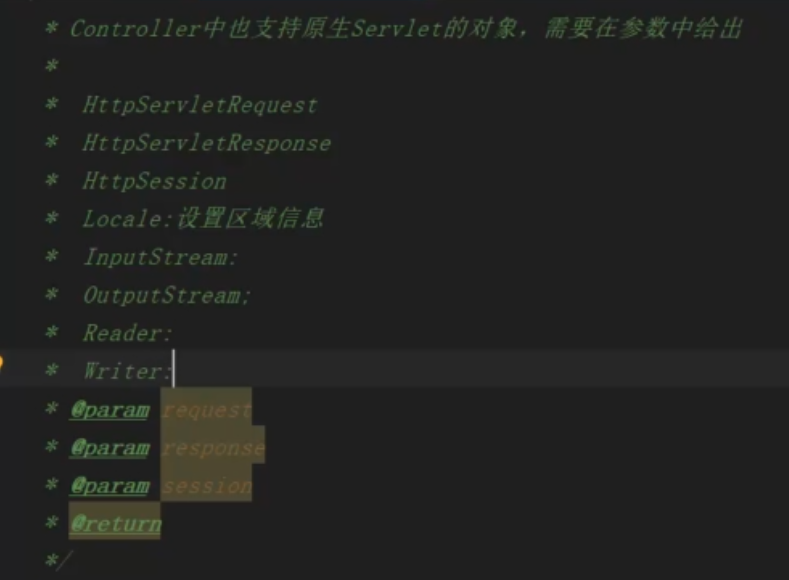 * Controller中也支持原生Servlet的对象，需要在参数中给出
*
*  HttpServletRequest
*  HttpServletResponse
*  HttpSession
*  Locale:设置区域信息
*  InputStream:
*  OutputStream;
*  Reader:
*  Writer:
* @param request
* @param response
* @param session
* @return
*/